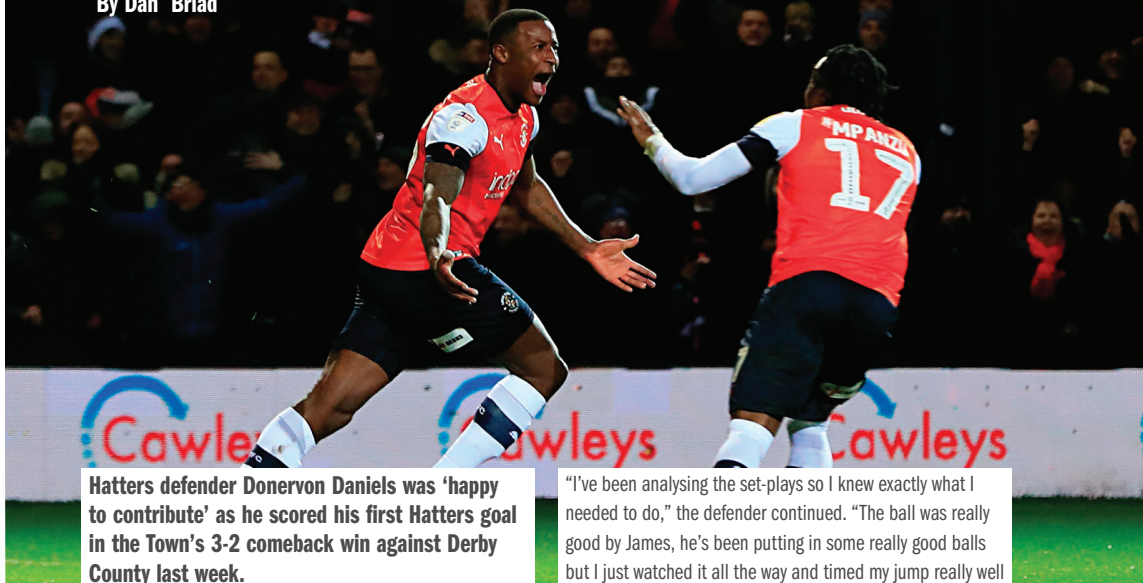 By Dan Briad
#MPANZU
17
Cawleys
Cawleys
Cawleys
Hatters defender Donervon Daniels was ‘happy
to contribute’ as he scored his first Hatters goal
in the Town’s 3-2 comeback win against Derby
County last week.
“I’ve been analysing the set-plays so I knew exactly what I
needed to do,” the defender continued. “The ball was really
good by James, he’s been putting in some really good balls
but I just watched it all the way and timed my jump really well